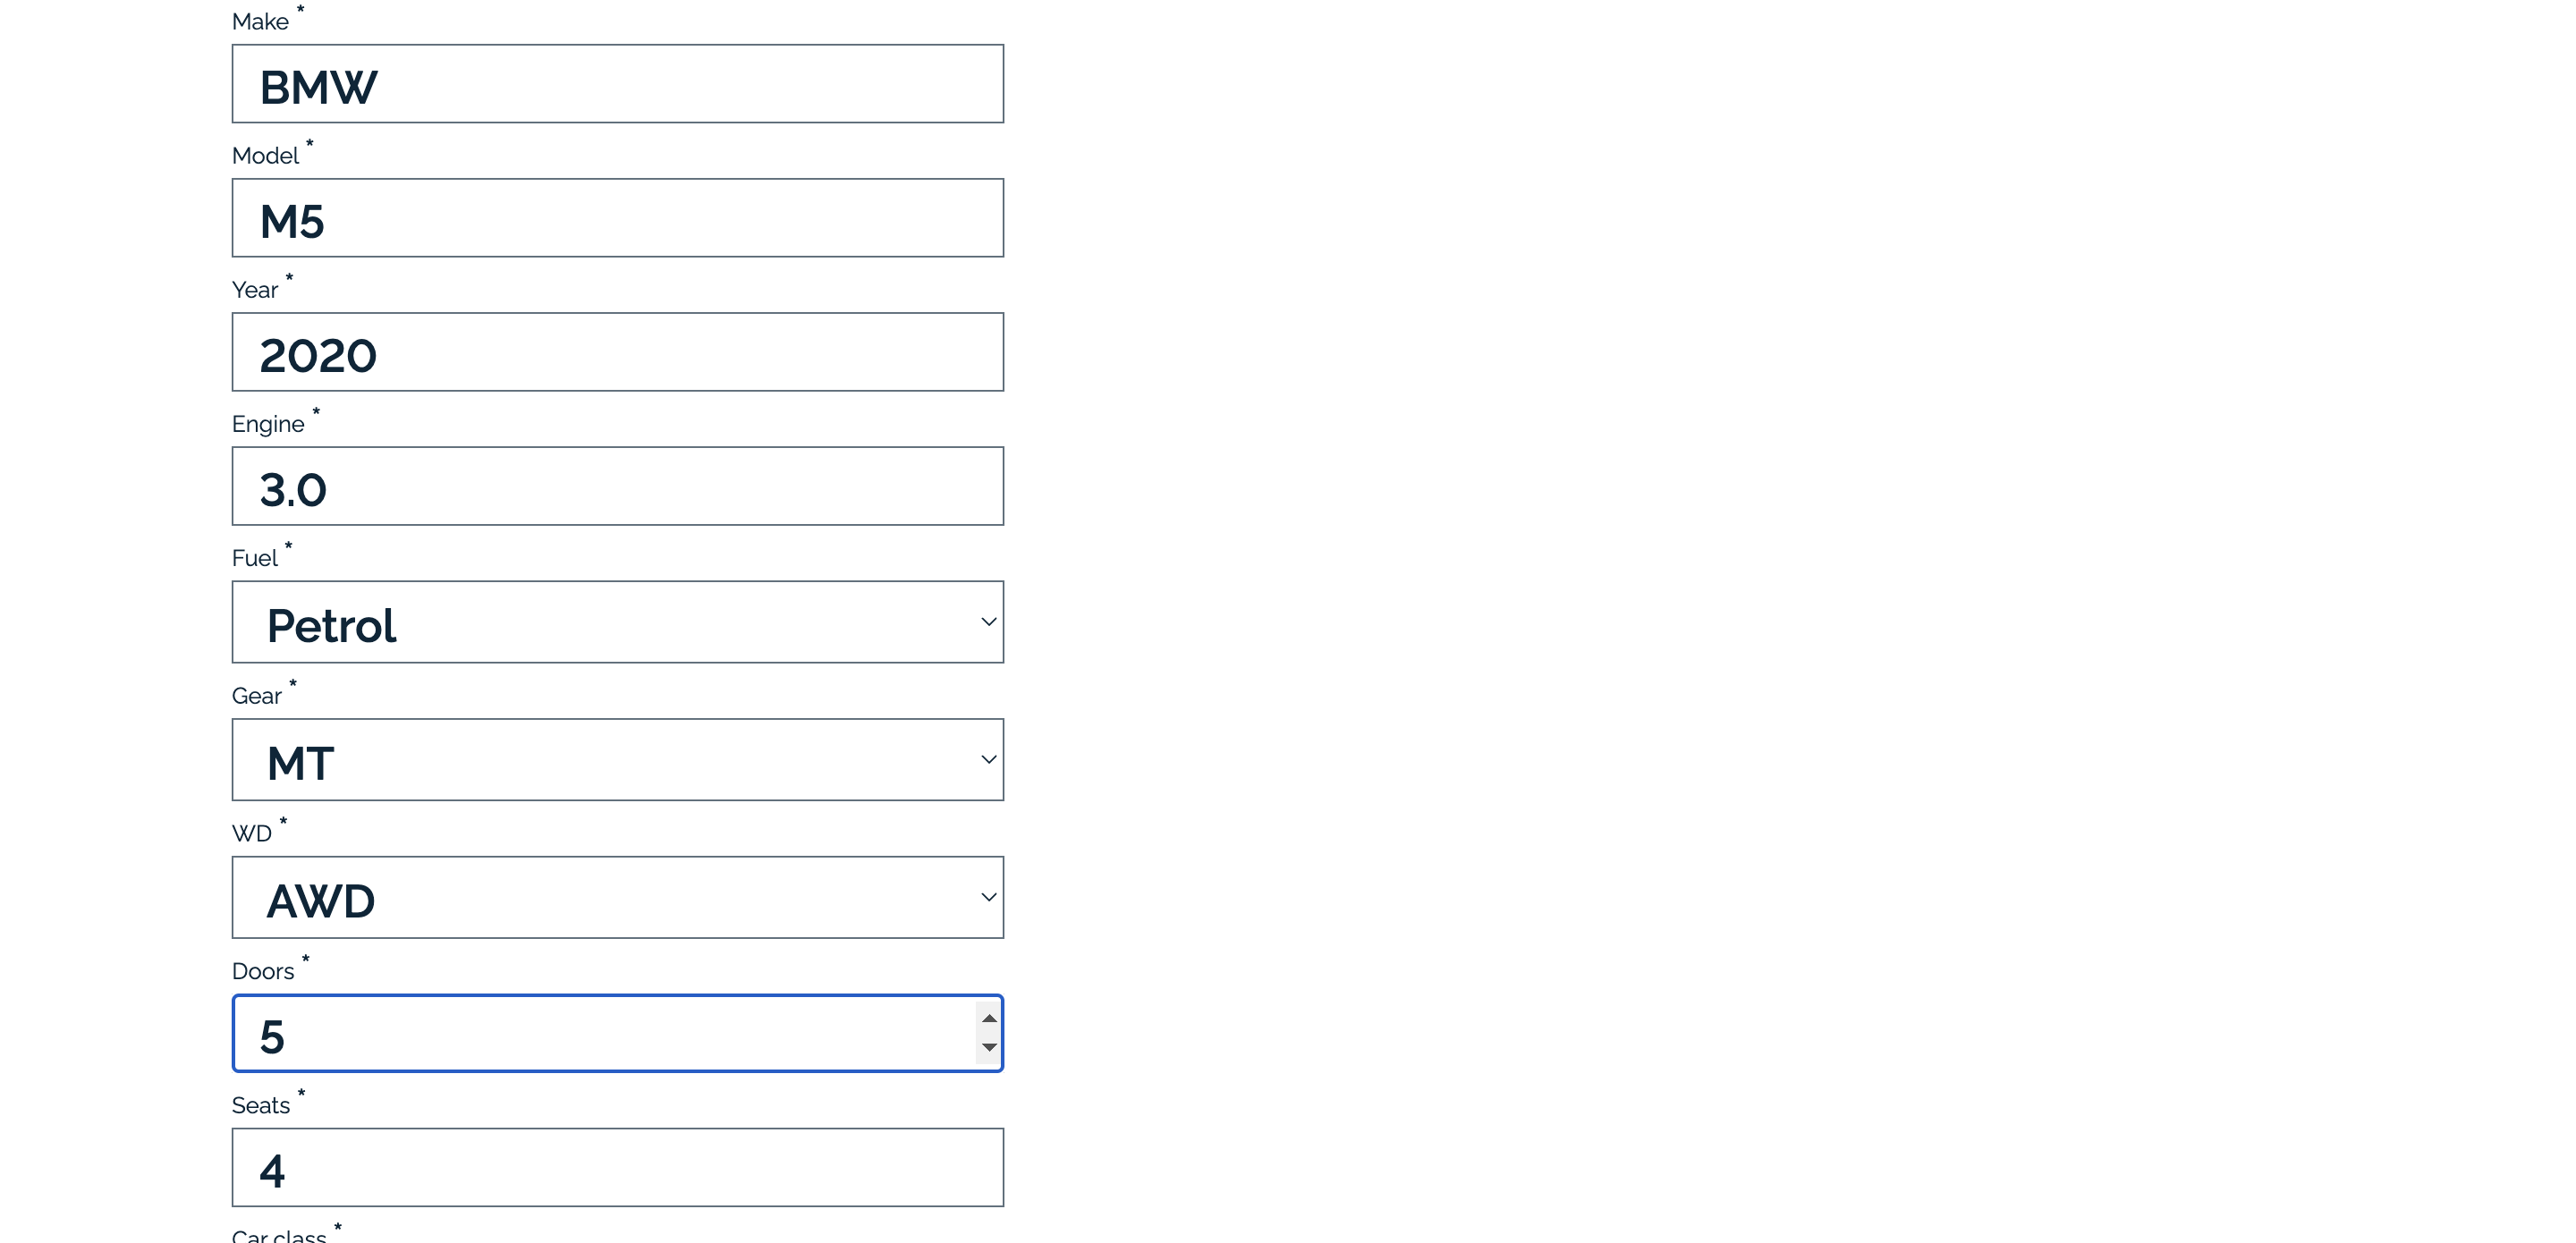 Make *
BMW
Model *
M5
Year *
2020
Engine *
3.0
Fuel *
Petrol
Gear *
MT
WD *
AWD
Doors *
5
Seats *
4
Car class *